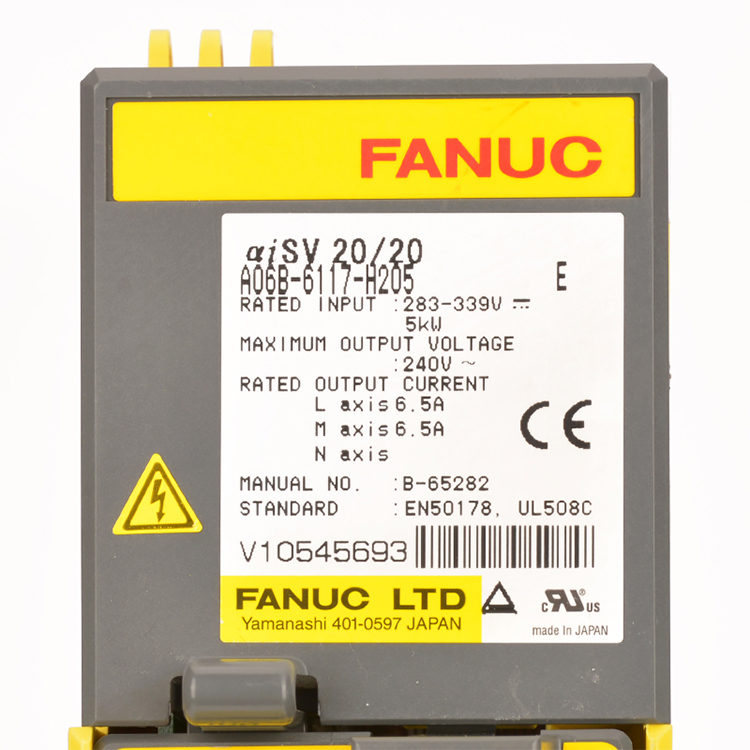 FANUC
αiSV 20/20
A06B-6117-H205 E
RATED INPUT :283-339V ⎓
5kW
MAXIMUM OUTPUT VOLTAGE
:240V ~
RATED OUTPUT CURRENT
L axis 6.5A
M axis 6.5A
N axis
CE
MANUAL NO. :B-65282
STANDARD :EN50178, UL508C
V10545693
FANUC LTD
Yamanashi 401-0597 JAPAN
c RU ® US
made in JAPAN